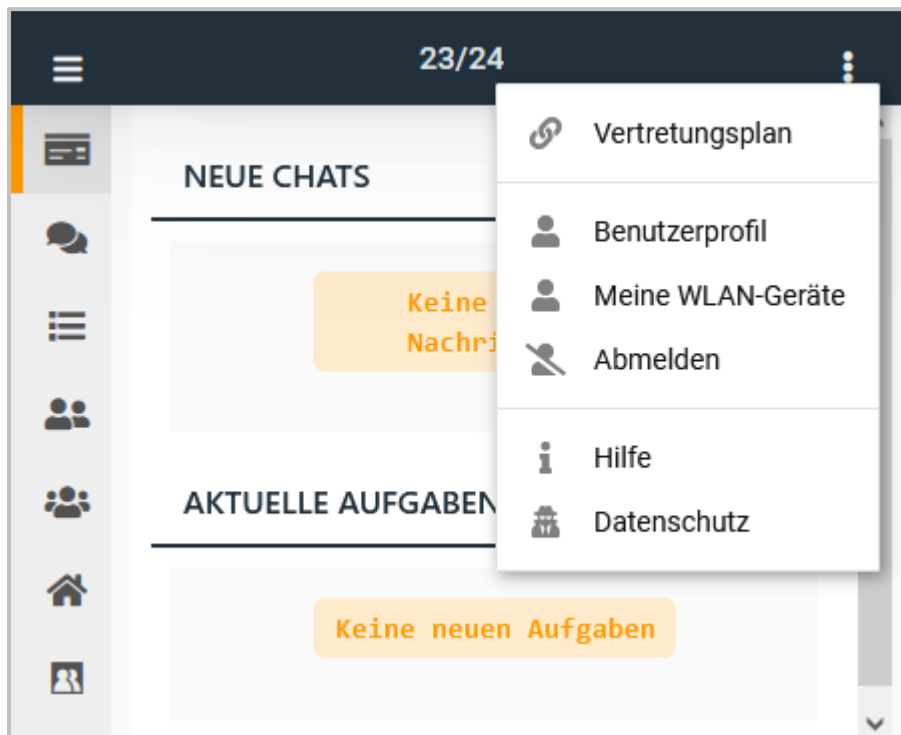 23/24
Vertretungsplan
NEUE CHATS
Benutzerprofil
Keine
Meine WLAN-Geräte
Nachri
Abmelden
Hilfe
AKTUELLE AUFGABEN
Datenschutz
Keine neuen Aufgaben